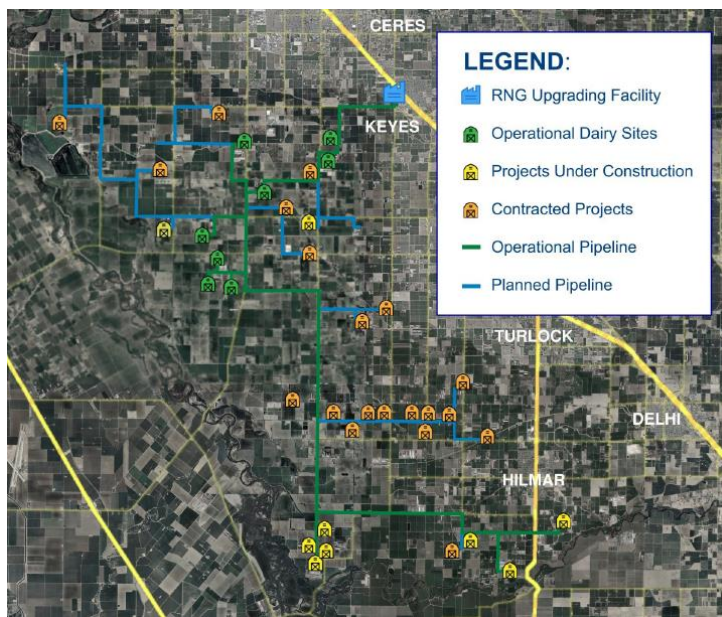 CERES
KEYES
LEGEND:
RNG Upgrading Facility
Operational Dairy Sites
Projects Under Construction
Contracted Projects
Operational Pipeline
Planned Pipeline
TURLOCK
DELHI
HILMAR